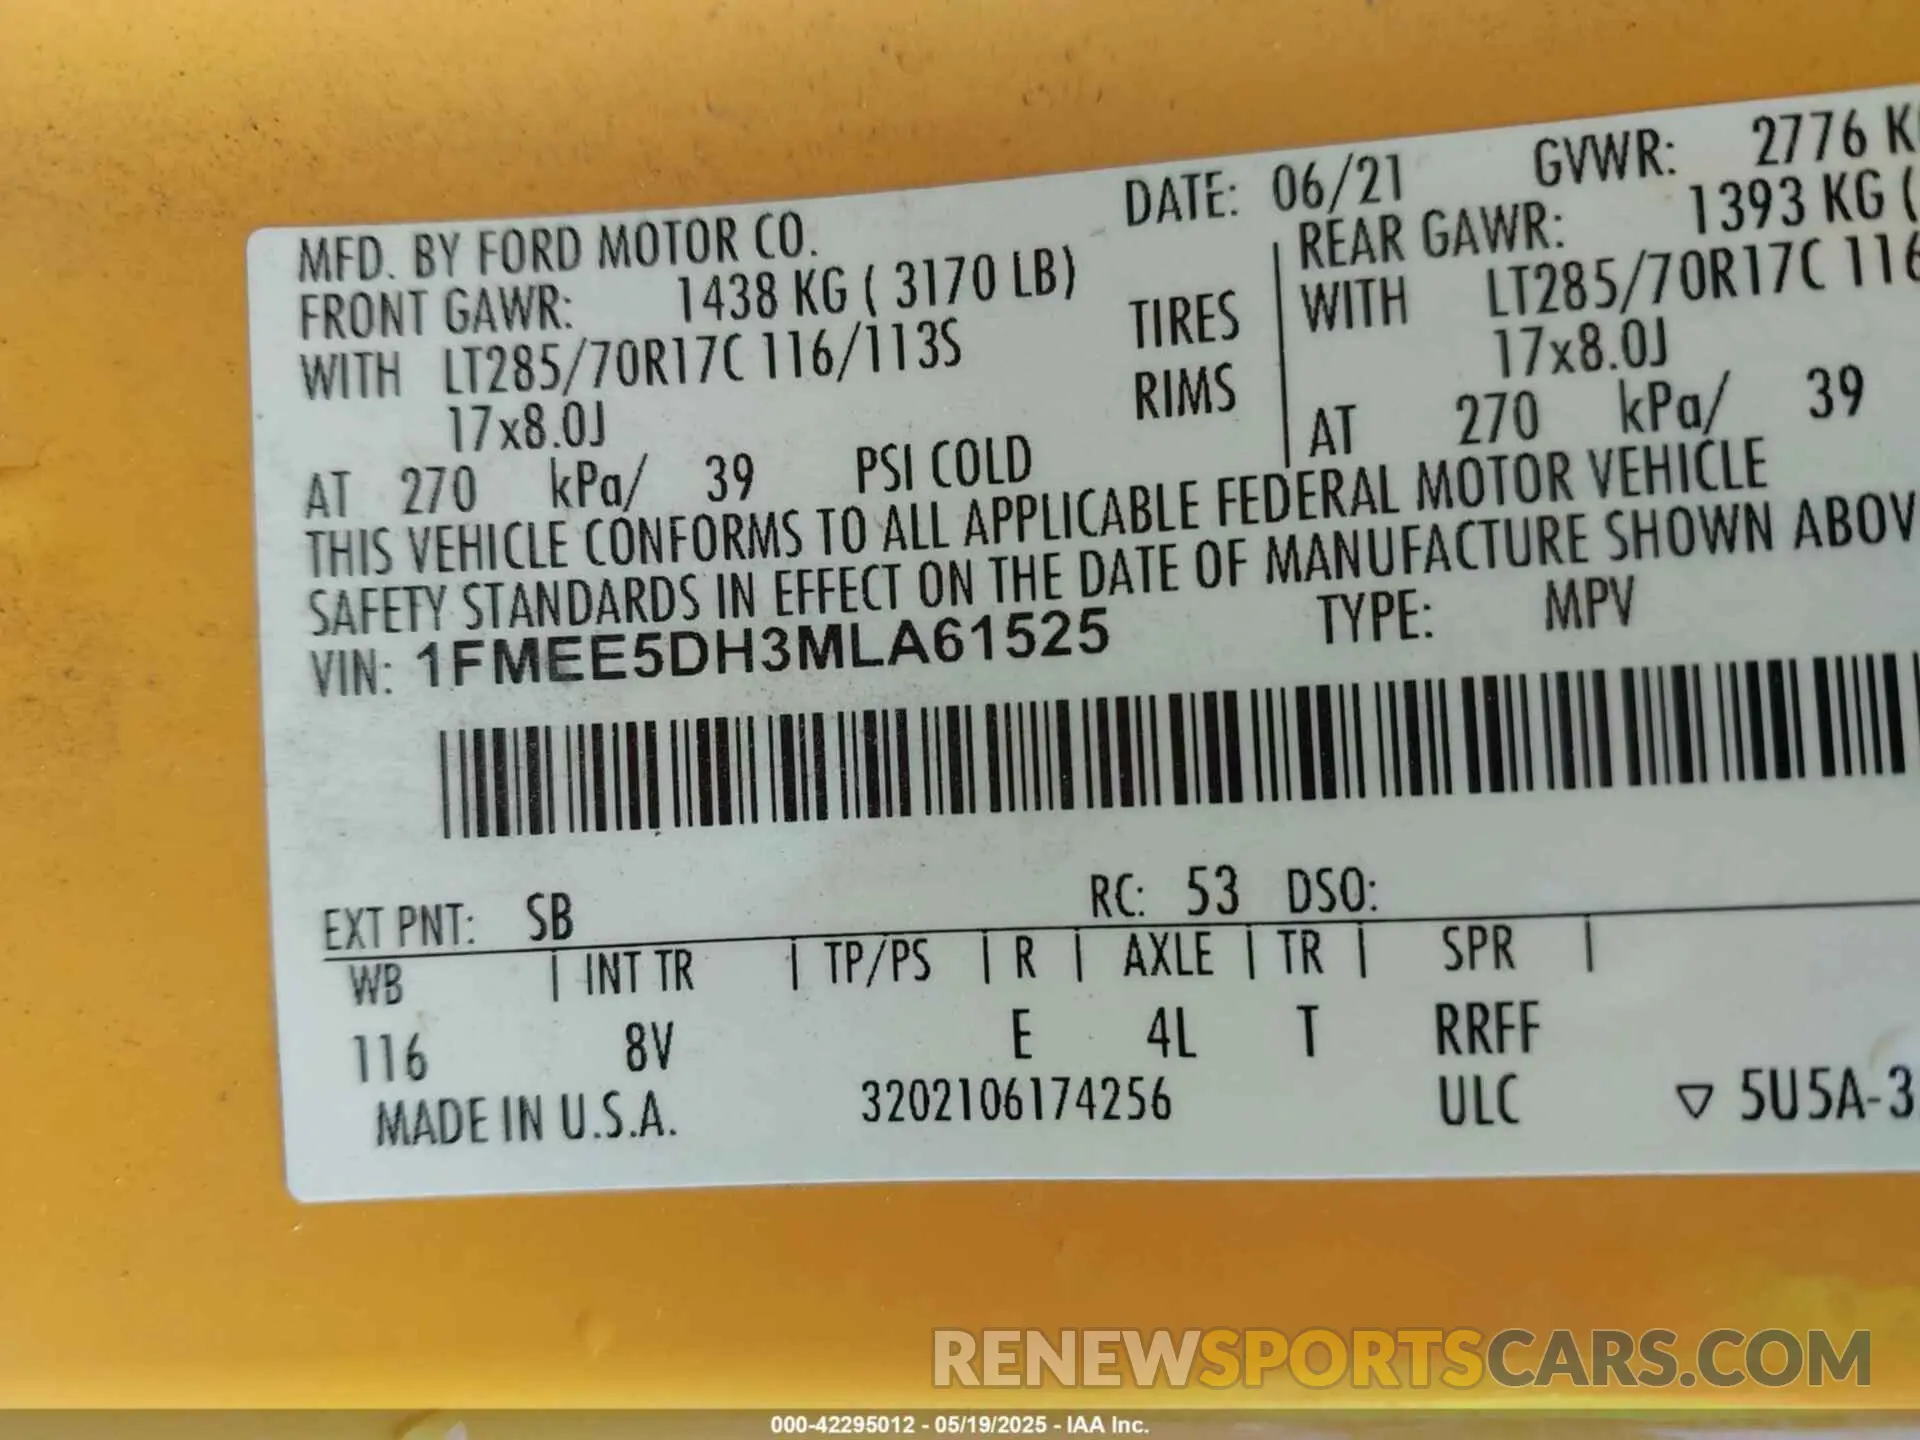 MFD. BY FORD MOTOR CO. DATE: 06/21 GVWR: 2776 K
FRONT GAWR: 1438 KG ( 3170 LB) REAR GAWR: 1393 KG (
WITH LT285/70R17C 116/113S TIRES WITH LT285/70R17C 116
17x8.0J RIMS 17x8.0J
AT 270 kPa/ 39 PSI COLD AT 270 kPa/ 39
THIS VEHICLE CONFORMS TO ALL APPLICABLE FEDERAL MOTOR VEHICLE
SAFETY STANDARDS IN EFFECT ON THE DATE OF MANUFACTURE SHOWN ABOV
VIN: 1FMEE5DH3MLA61525 TYPE: MPV
EXT PNT: SB RC: 53 DSO:
WB | INT TR | TP/PS | R | AXLE | TR | SPR |
116 8V E 4L T RRFF
MADE IN U.S.A. 3202106174256 ULC ▽ 5U5A-3
RENEWSPORTSCARS.COM
000-42295012 - 05/19/2025 - IAA Inc.